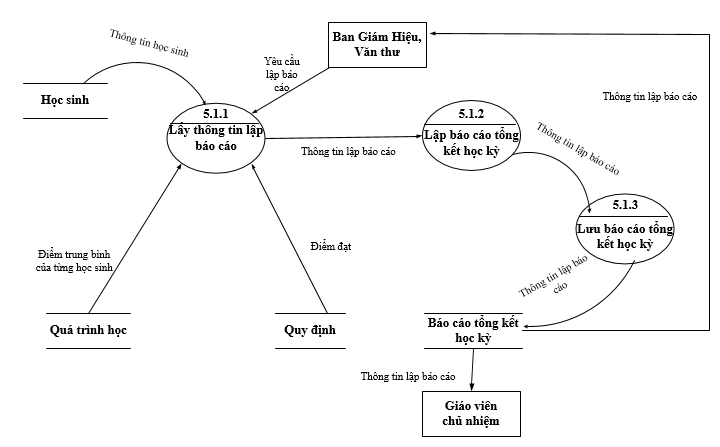 Ban Giám Hiệu,
Văn thư
Thông tin học sinh
Yêu cầu
lập báo
cáo
Học sinh
Thông tin lập báo cáo
5.1.1
Lấy thông tin lập
báo cáo
5.1.2
Lập báo cáo tổng
kết học kỳ
Thông tin lập báo cáo
Thông tin lập báo cáo
5.1.3
Lưu báo cáo tổng
kết học kỳ
Điểm trung bình
của từng học sinh
Điểm đạt
Thông tin lập báo
cáo
Quá trình học
Quy định
Báo cáo tổng kết
học kỳ
Thông tin lập báo cáo
Giáo viên
chủ nhiệm